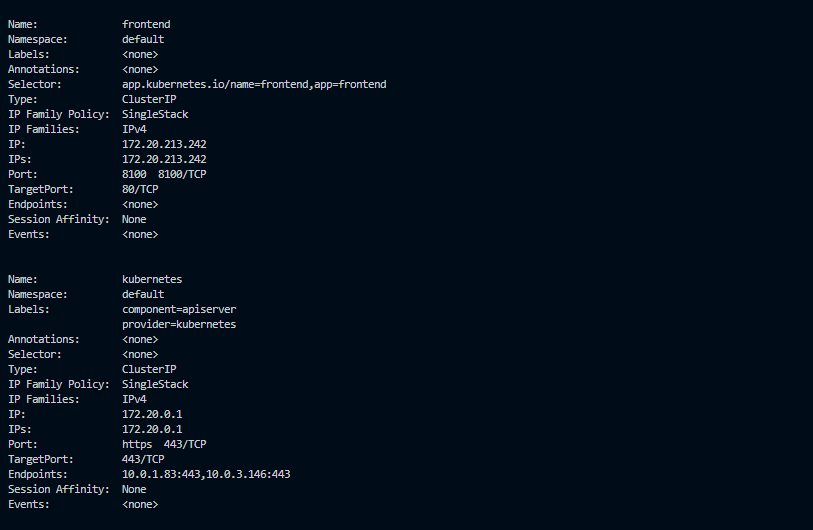 Name:              frontend
Namespace:         default
Labels:            <none>
Annotations:       <none>
Selector:          app.kubernetes.io/name=frontend,app=frontend
Type:              ClusterIP
IP Family Policy:  SingleStack
IP Families:       IPv4
IP:                172.20.213.242
IPs:               172.20.213.242
Port:              8100  8100/TCP
TargetPort:        80/TCP
Endpoints:         <none>
Session Affinity:  None
Events:            <none>
Name:              kubernetes
Namespace:         default
Labels:            component=apiserver
                   provider=kubernetes
Annotations:       <none>
Selector:          <none>
Type:              ClusterIP
IP Family Policy:  SingleStack
IP Families:       IPv4
IP:                172.20.0.1
IPs:               172.20.0.1
Port:              https  443/TCP
TargetPort:        443/TCP
Endpoints:         10.0.1.83:443,10.0.3.146:443
Session Affinity:  None
Events:            <none>